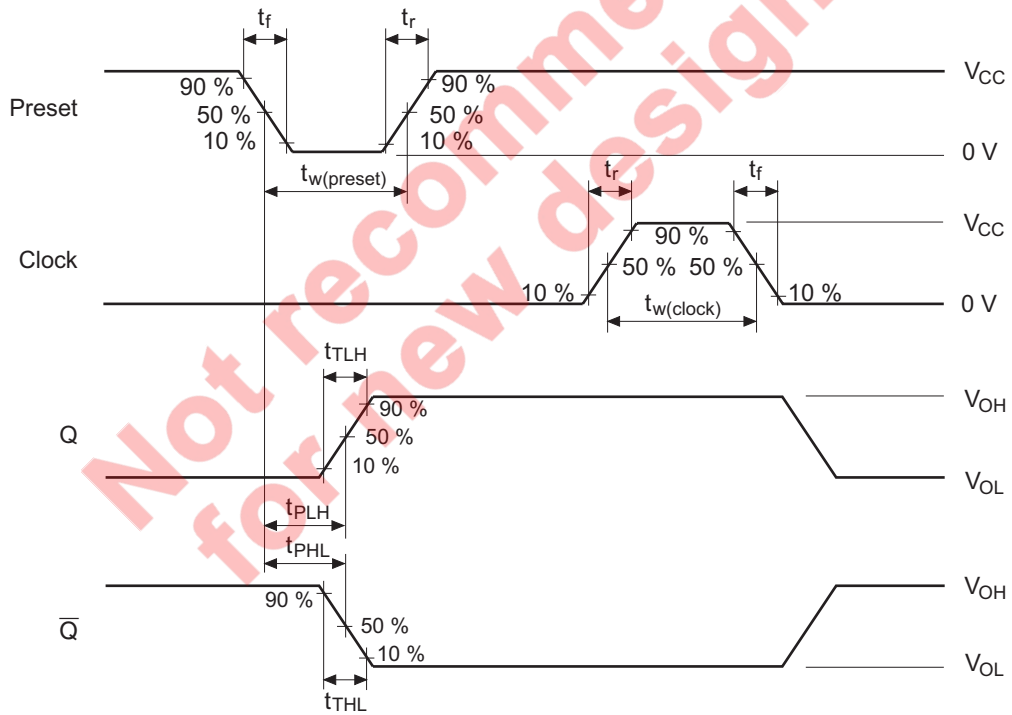 tf
tr
90 %
90 %
VCC
Preset
50 %
50 %
10 %
10 %
0 V
tw(preset)
tr
tf
VCC
90 %
Clock
50 %
50 %
10 %
10 %
0 V
tw(clock)
tTLH
VOH
90 %
Q
50 %
10 %
VOL
tPLH
tPHL
VOH
90 %
Q̅
50 %
10 %
VOL
tTHL
Not recomme
for new design